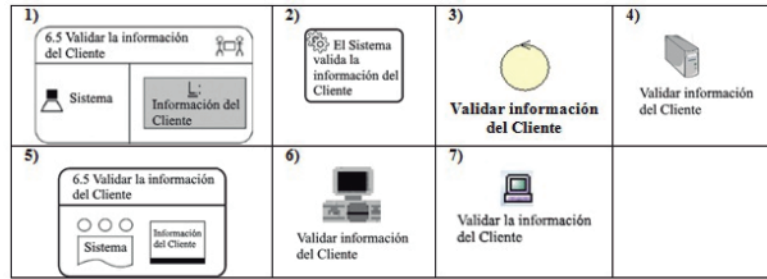 1)
6.5 Validar la información
del Cliente
Sistema
L:
Información del
Cliente
2)
El Sistema
valida la
información del
Cliente
3)
Validar información
del Cliente
4)
Validar información
del Cliente
5)
6.5 Validar la información
del Cliente
Sistema
Información
del Cliente
6)
Validar información
del Cliente
7)
Validar la información
del Cliente